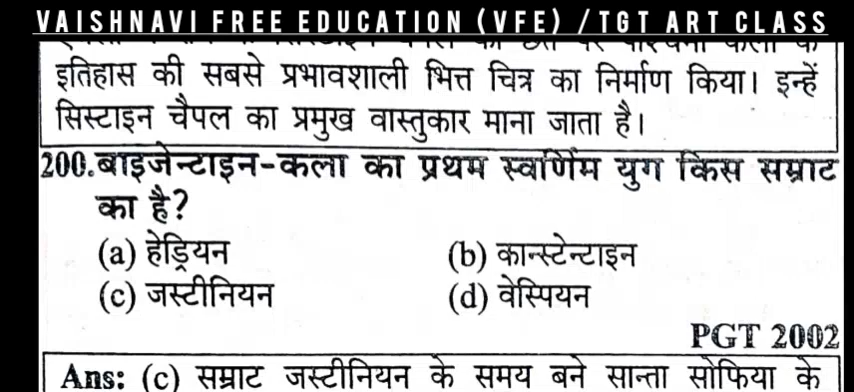 VAISHNAVI FREE EDUCATION (VFE) / TGT ART CLASS
इतिहास की सबसे प्रभावशाली भित्त चित्र का निर्माण किया। इन्हें
सिस्टाइन चैपल का प्रमुख वास्तुकार माना जाता है।
200.बाइजेन्टाइन-कला का प्रथम स्वर्णिम युग किस सम्राट
का है?
(a) हेड्रियन (b) कान्स्टेन्टाइन
(c) जस्टीनियन (d) वेस्पियन
PGT 2002
Ans: (c) सम्राट जस्टीनियन के समय बने सान्ता सोफिया के